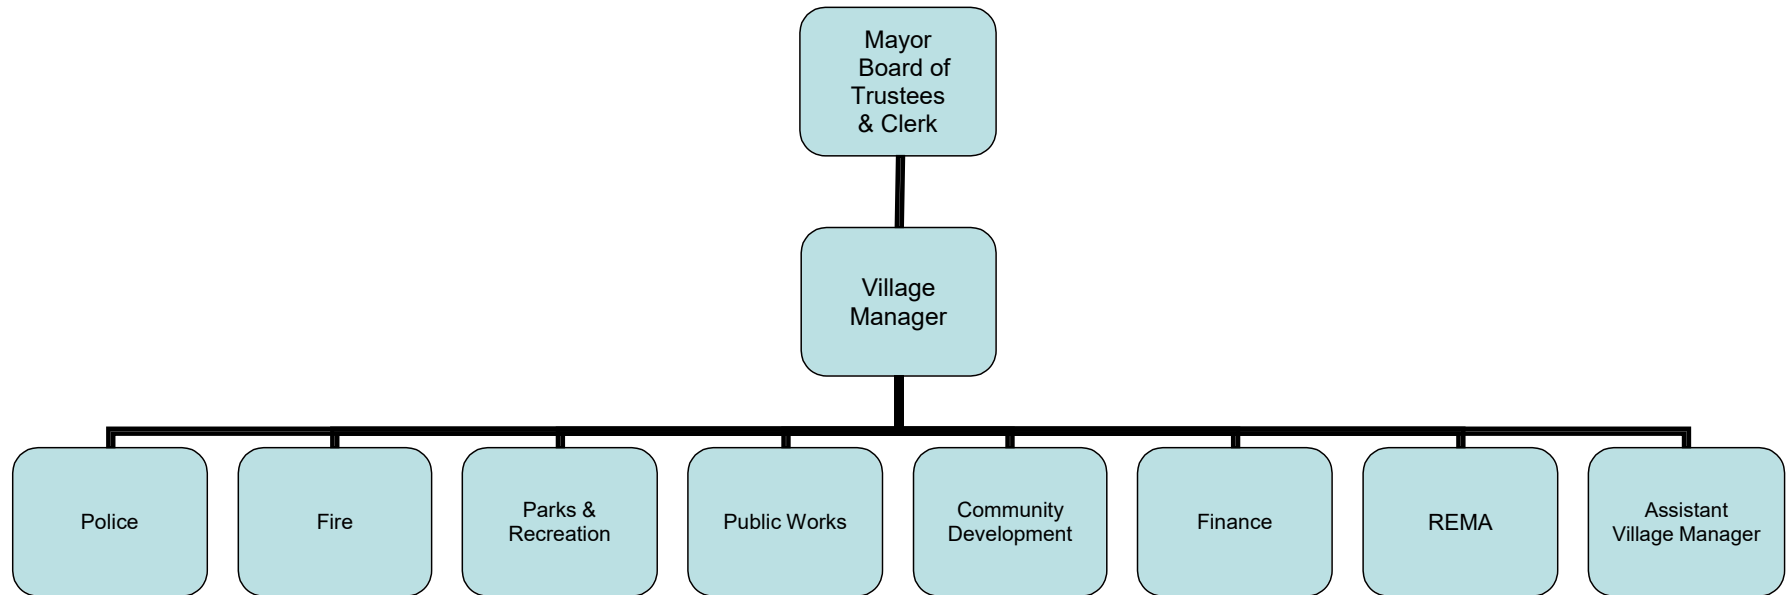 Mayor
Board of
Trustees
& Clerk
Village
Manager
Police
Fire
Parks &
Recreation
Public Works
Community
Development
Finance
REMA
Assistant
Village Manager